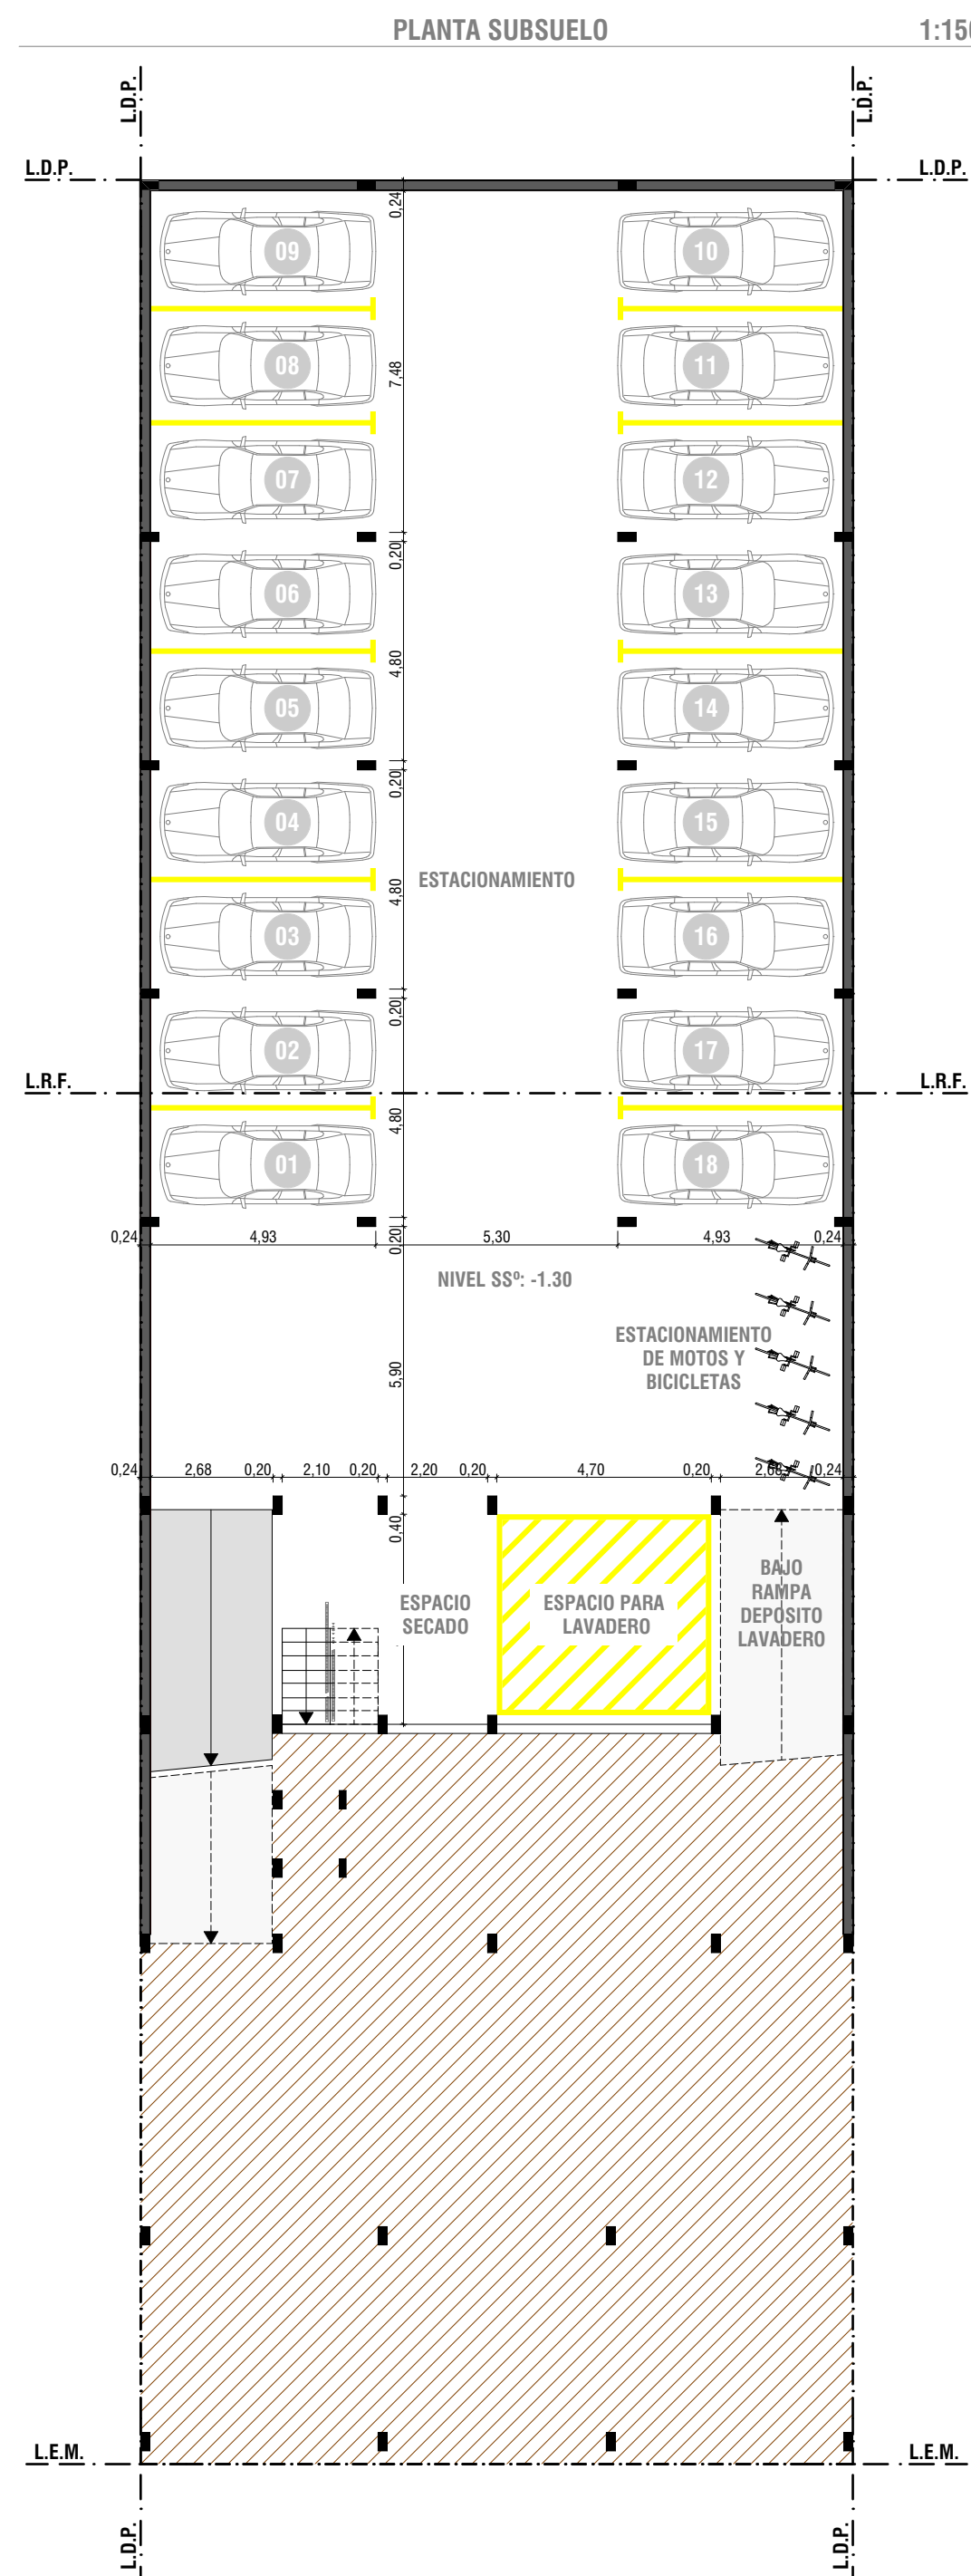 PLANTA SUBSUELO
1:150
L.D.P.
L.D.P.
L.D.P.
L.D.P.
0,24
09
10
08
11
7,48
07
12
0,20
06
13
4,80
05
14
0,20
04
15
ESTACIONAMIENTO
4,80
03
16
0,20
02
17
L.R.F.
L.R.F.
4,80
01
18
0,24
4,93
0,20
5,30
4,93
0,24
NIVEL SSº: -1.30
ESTACIONAMIENTO
DE MOTOS Y
BICICLETAS
5,90
0,24
2,68
0,20
2,10
0,20
2,20
0,20
4,70
0,20
2,68
0,24
0,40
ESPACIO
SECADO
ESPACIO PARA
LAVADERO
BAJO
RAMPA
DEPOSITO
LAVADERO
L.E.M.
L.E.M.
L.D.P.
L.D.P.